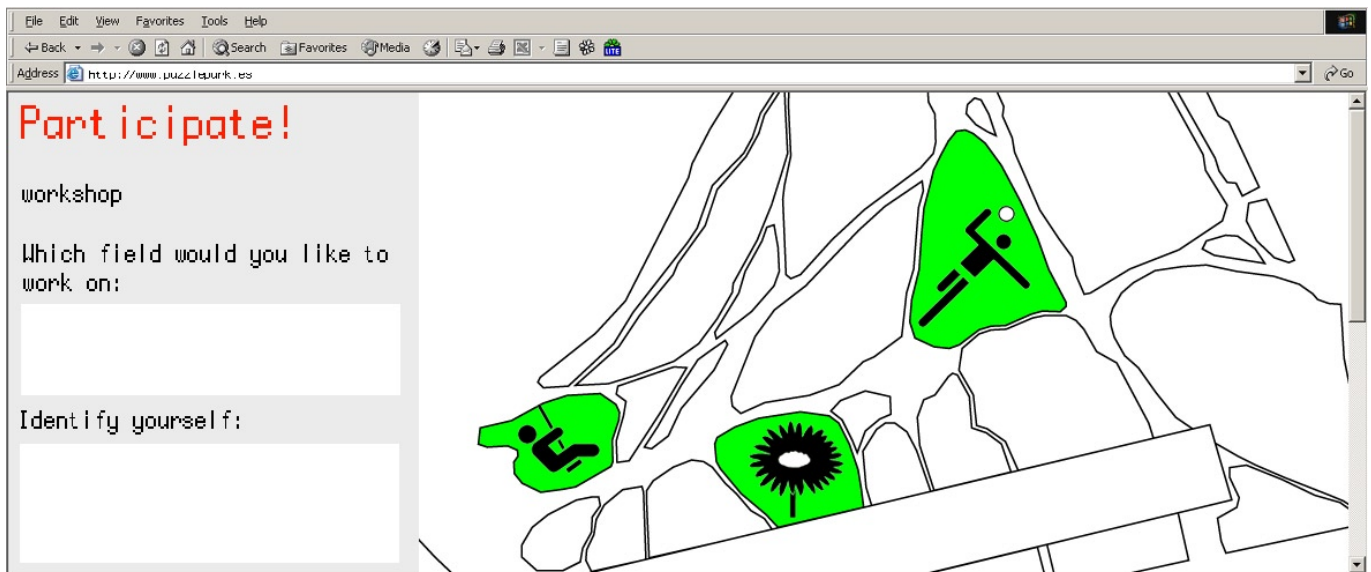 File Edit View Favorites Tools Help
Back Search Favorites Media LITE
Address http://www.puzzlepark.es Go
Participate!
workshop
Which field would you like to
work on:
Identify yourself: